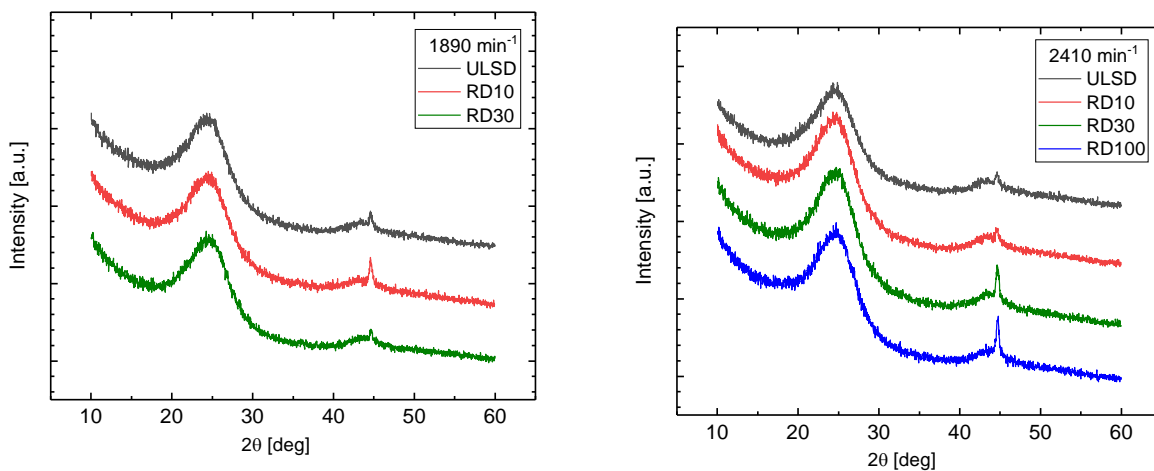 1890 min⁻¹
ULSD
RD10
RD30
Intensity [a.u.]
10 20 30 40 50 60
2θ [deg]
2410 min⁻¹
ULSD
RD10
RD30
RD100
Intensity [a.u.]
10 20 30 40 50 60
2θ [deg]